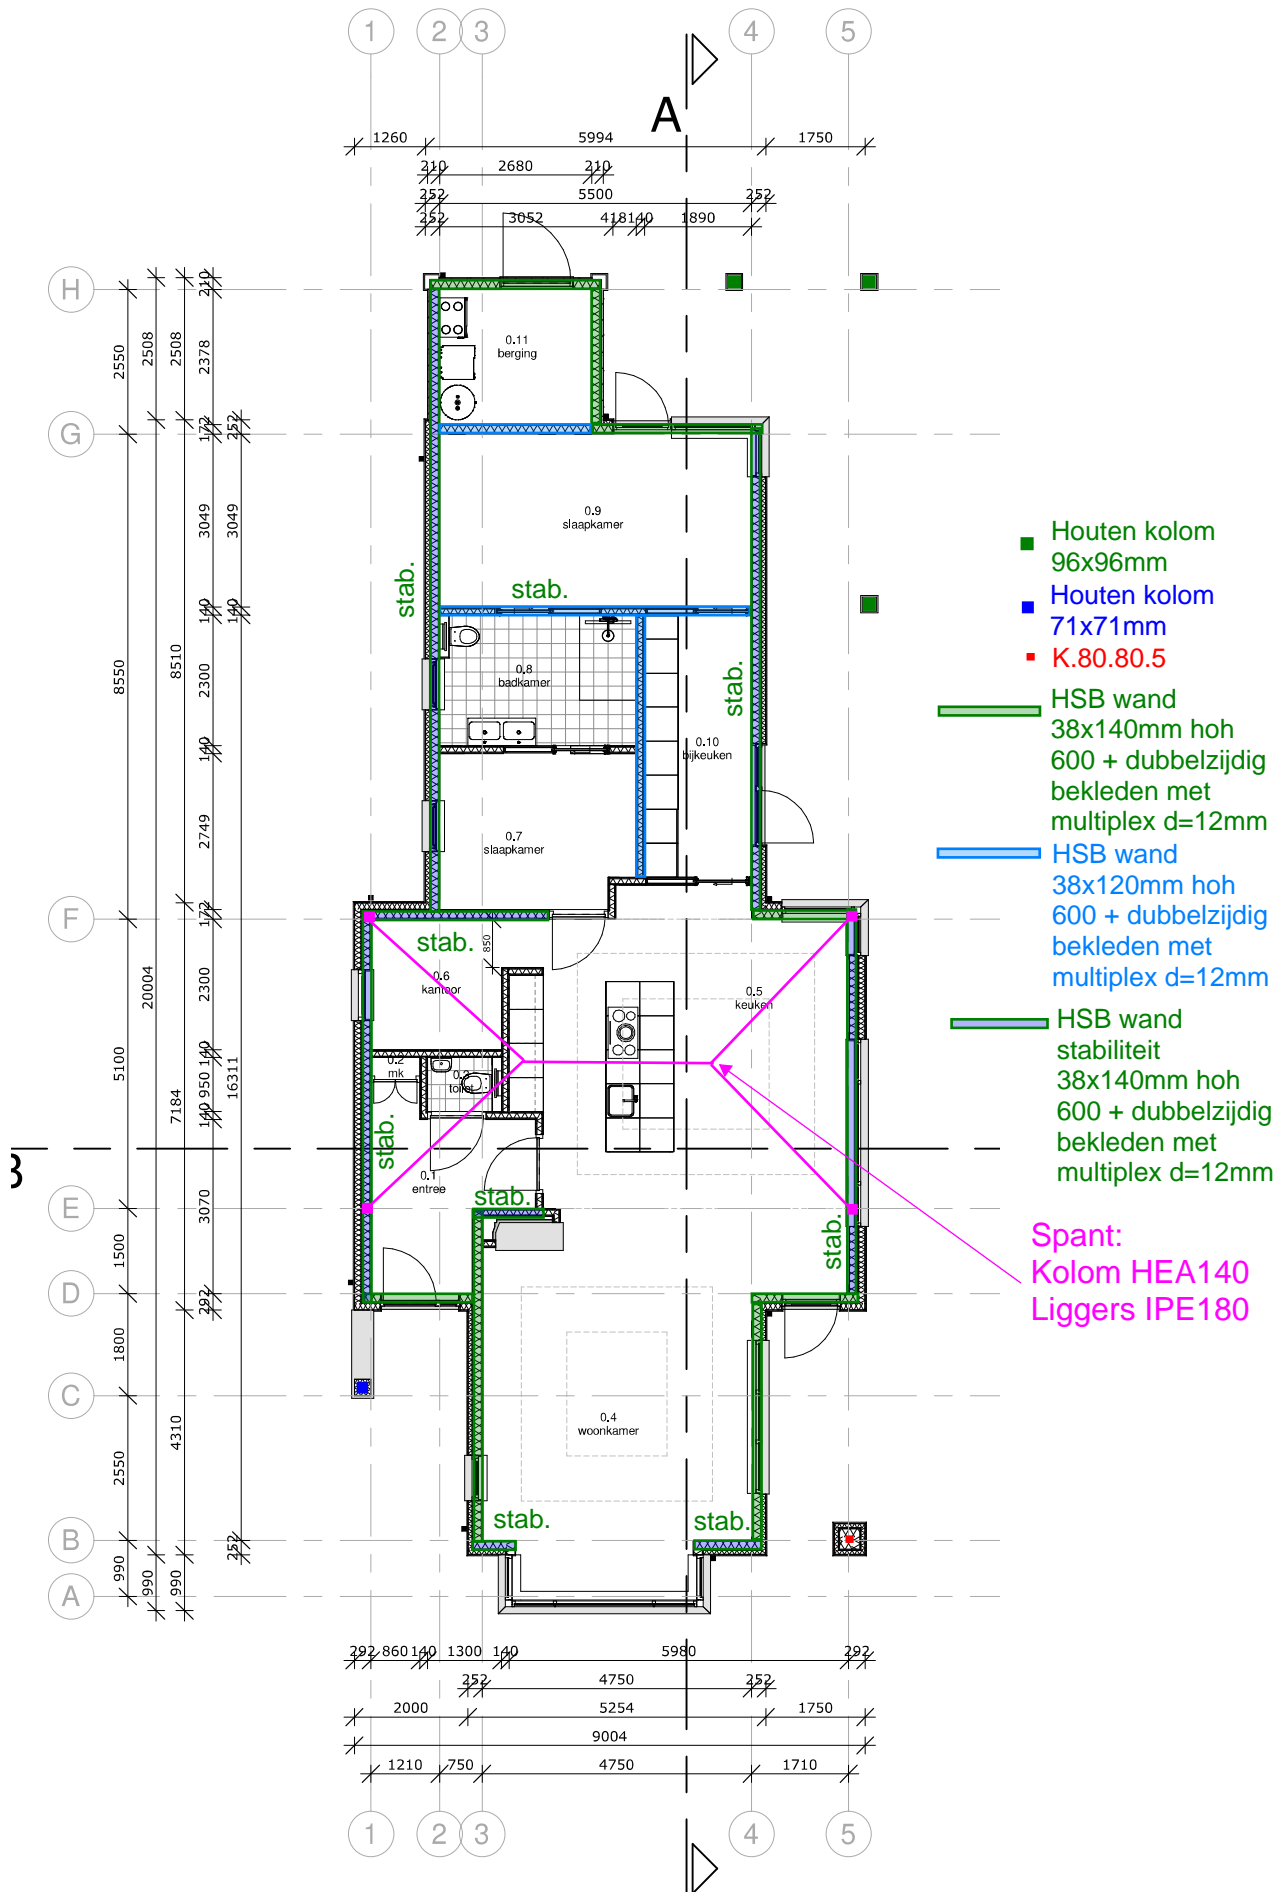 1 2 3 4 5
A
1260 5994 1750
210 2680 210
252 5500 252
252 3052 418 140 1890
H
G
F
E
D
C
B
A
2550
8550
5100
1500
1800
2550
990
2508
20004
990
2508
8510
7184
4310
990
210
2378
172
3049
140
2300
140
2749
172
2300
140
950
140
3070
292
252
3049
140
16311
252
0.11
berging
0.9
slaapkamer
stab.
stab.
0.8
badkamer
stab.
0.10
bijkeuken
0.7
slaapkamer
stab.
850
0.6
kantoor
0.5
keuken
0.2
mk
toilet
stab.
B
0.1
entree
stab.
stab.
0.4
woonkamer
stab.
stab.
Houten kolom
96x96mm
Houten kolom
71x71mm
K.80.80.5
HSB wand
38x140mm hoh
600 + dubbelzijdig
bekleden met
multiplex d=12mm
HSB wand
38x120mm hoh
600 + dubbelzijdig
bekleden met
multiplex d=12mm
HSB wand
stabiliteit
38x140mm hoh
600 + dubbelzijdig
bekleden met
multiplex d=12mm
Spant:
Kolom HEA140
Liggers IPE180
292 860 140 1300 140 5980 292
252 4750 252
2000 5254 1750
9004
1210 750 4750 1710
1 2 3 4 5